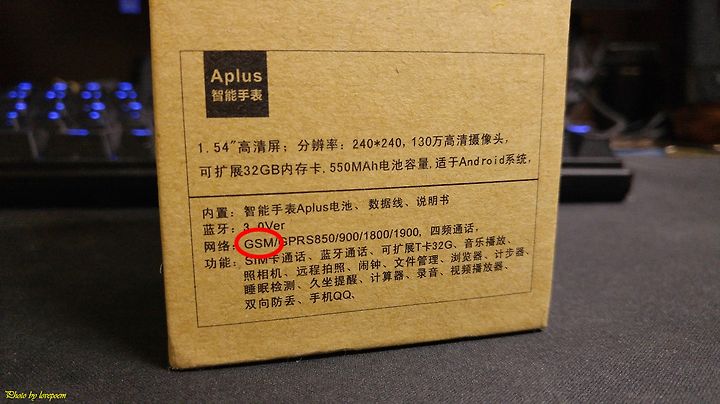 Aplus
智能手表
1.54"高清屏；分辨率：240*240，130万高清摄像头，
可扩展32GB内存卡，550MAh电池容量，适于Android系统，
内置：智能手表Aplus电池、数据线、说明书
蓝牙：3.0Ver
网络：GSM/GPRS850/900/1800/1900，四频通话，
功能：SIM卡通话、蓝牙通话、可扩展T卡32G、音乐播放、
照相机、远程拍照、闹钟、文件管理、浏览器、计步器、
睡眠检测、久坐提醒、计算器、录音、视频播放器、
双向防丢、手机QQ、
Photo by lovepoem